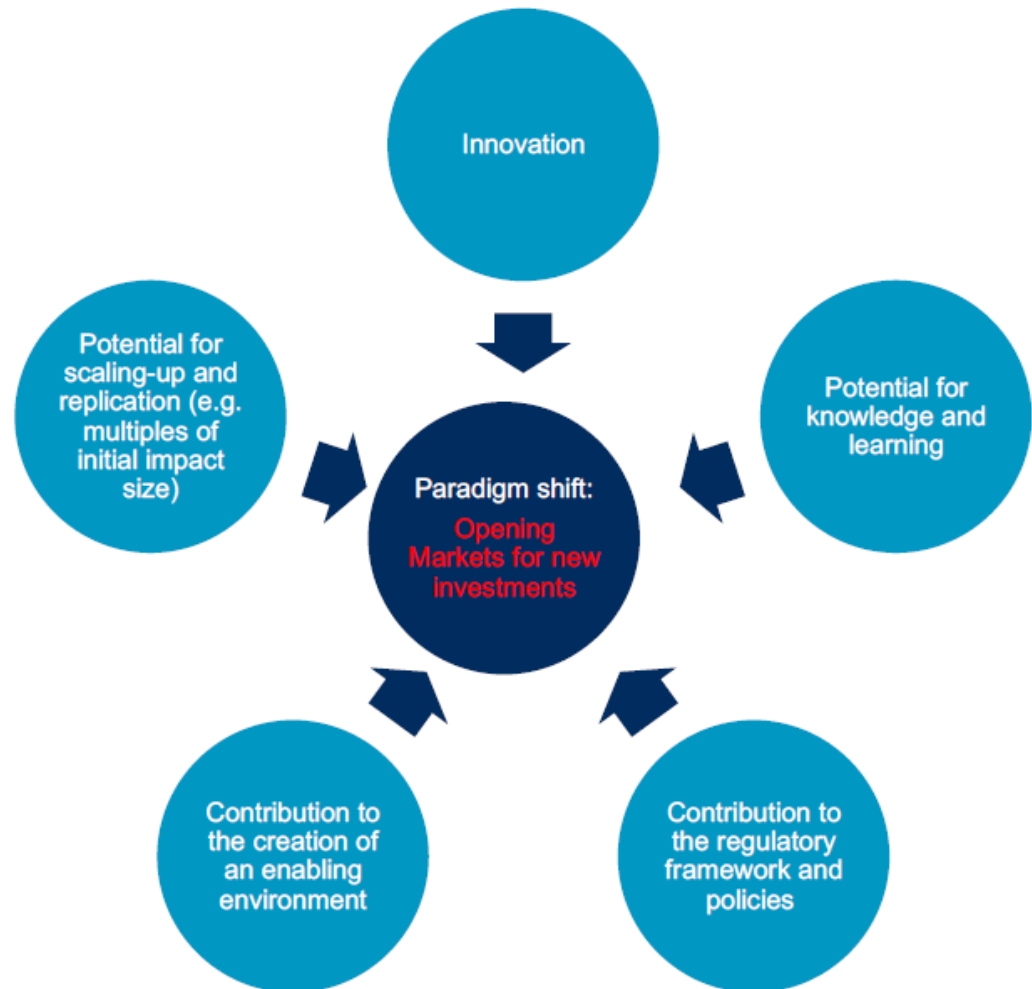 Innovation
Potential for
scaling-up and
replication (e.g.
multiples of
initial impact
size)
Potential for
knowledge and
learning
Paradigm shift:
Opening
Markets for new
investments
Contribution to
the creation of
an enabling
environment
Contribution to
the regulatory
framework and
policies